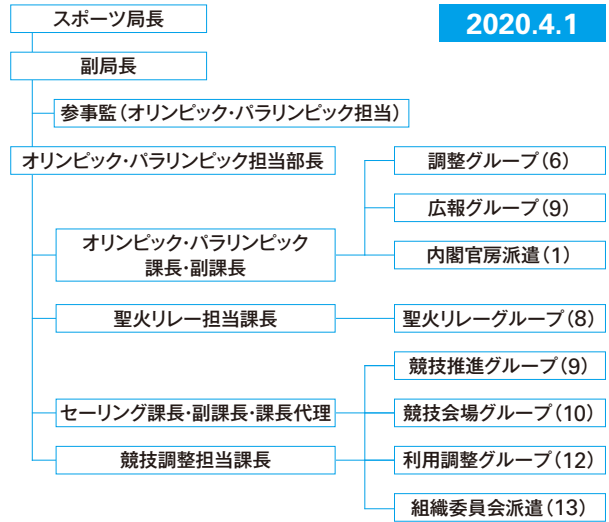 スポーツ局長
2020.4.1
副局長
参事監(オリンピック・パラリンピック担当)
オリンピック・パラリンピック担当部長
調整グループ(6)
広報グループ(9)
オリンピック・パラリンピック
課長・副課長
内閣官房派遣(1)
聖火リレー担当課長
聖火リレーグループ(8)
競技推進グループ(9)
セーリング課長・副課長・課長代理
競技会場グループ(10)
競技調整担当課長
利用調整グループ(12)
組織委員会派遣(13)